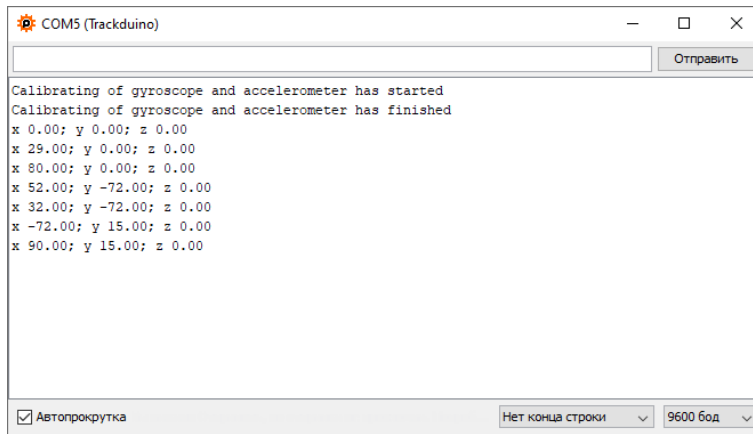 COM5 (Trackduino)
Отправить
Calibrating of gyroscope and accelerometer has started
Calibrating of gyroscope and accelerometer has finished
x 0.00; y 0.00; z 0.00
x 29.00; y 0.00; z 0.00
x 80.00; y 0.00; z 0.00
x 52.00; y -72.00; z 0.00
x 32.00; y -72.00; z 0.00
x -72.00; y 15.00; z 0.00
x 90.00; y 15.00; z 0.00
Автопрокрутка Нет конца строки 9600 бод